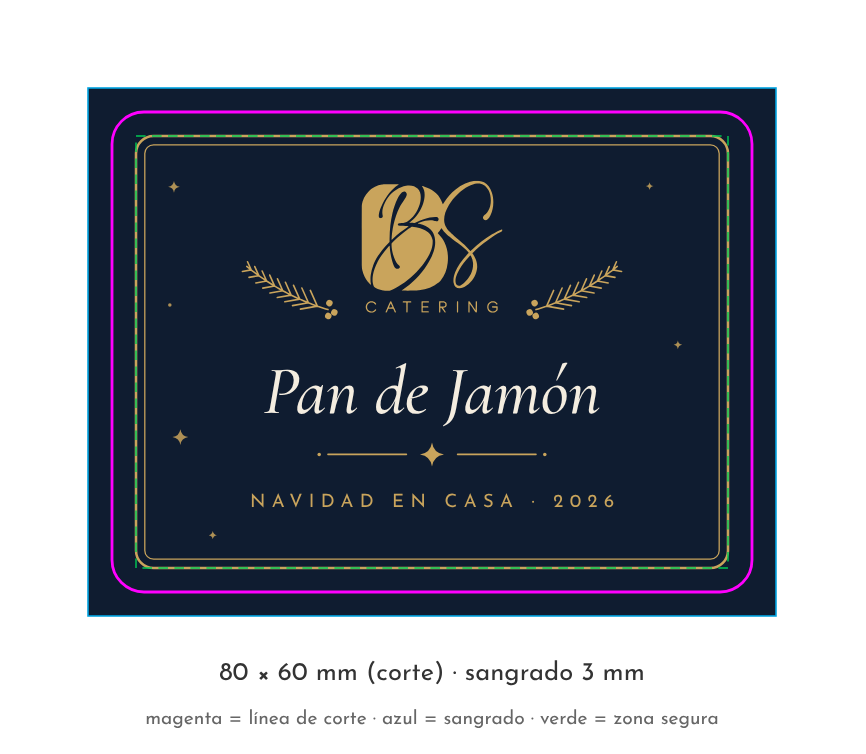 BS
CATERING
Pan de Jamón
NAVIDAD EN CASA · 2026
80 × 60 mm (corte) · sangrado 3 mm
magenta = línea de corte · azul = sangrado · verde = zona segura